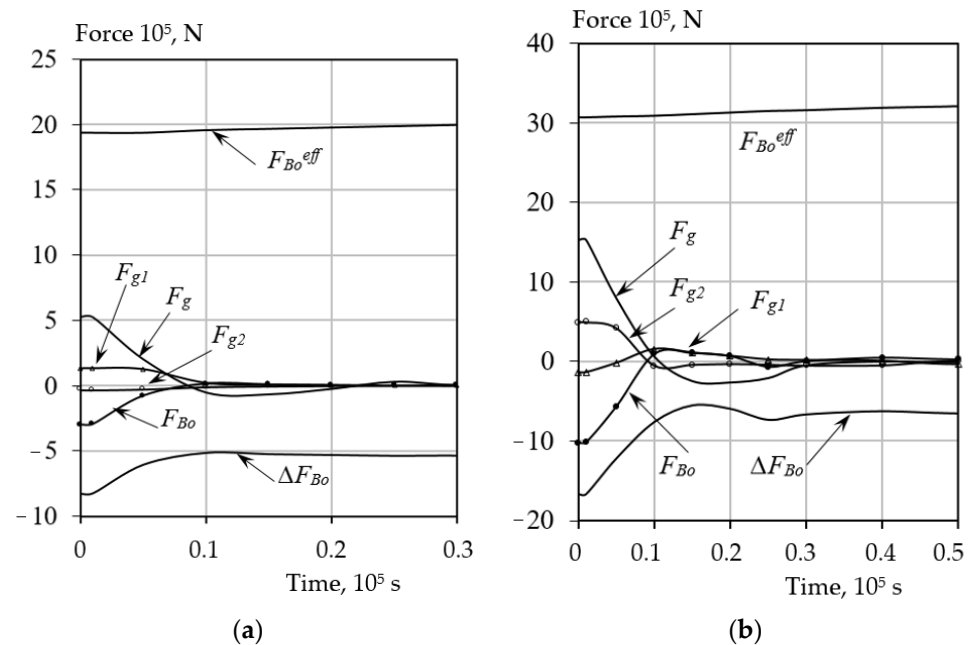 Force 10⁵, N
25
20
15
10
5
0
-5
-10
F_Bo^eff
F_g1
F_g
F_g2
F_Bo
ΔF_Bo
0 0.1 0.2 0.3
Time, 10⁵ s
(a)
Force 10⁵, N
40
30
20
10
0
-10
-20
F_Bo^eff
F_g
F_g2
F_g1
F_Bo
ΔF_Bo
0 0.1 0.2 0.3 0.4 0.5
Time, 10⁵ s
(b)